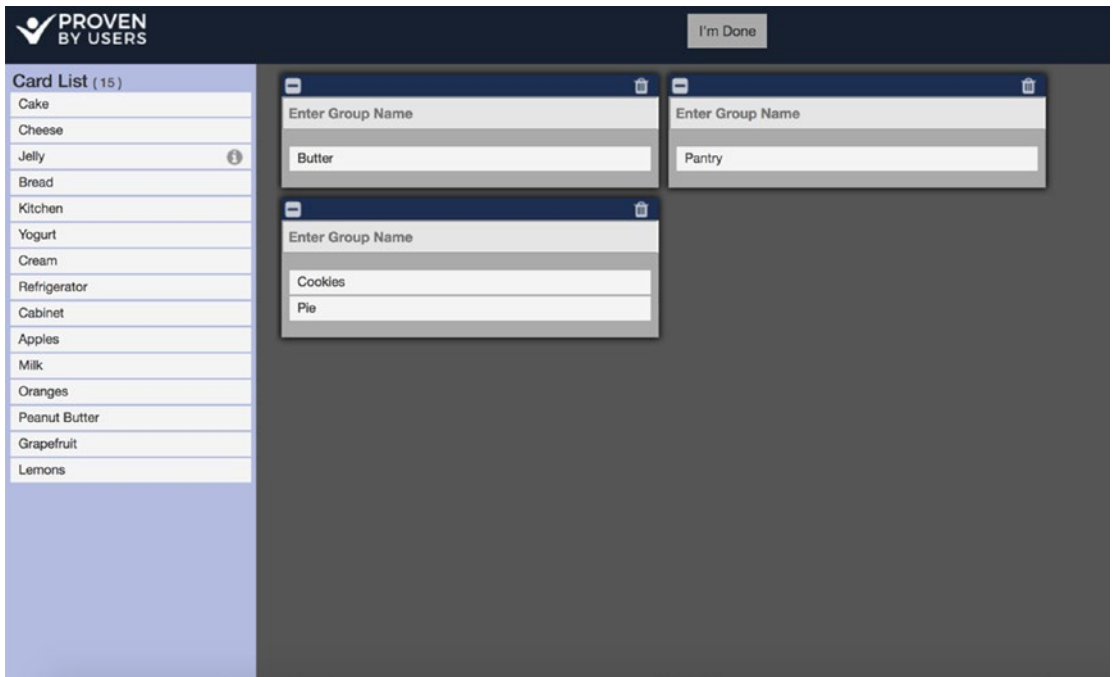 PROVEN
BY USERS
I'm Done
Card List (15)
Cake
Cheese
Jelly
Bread
Kitchen
Yogurt
Cream
Refrigerator
Cabinet
Apples
Milk
Oranges
Peanut Butter
Grapefruit
Lemons
Enter Group Name
Butter
Enter Group Name
Pantry
Enter Group Name
Cookies
Pie